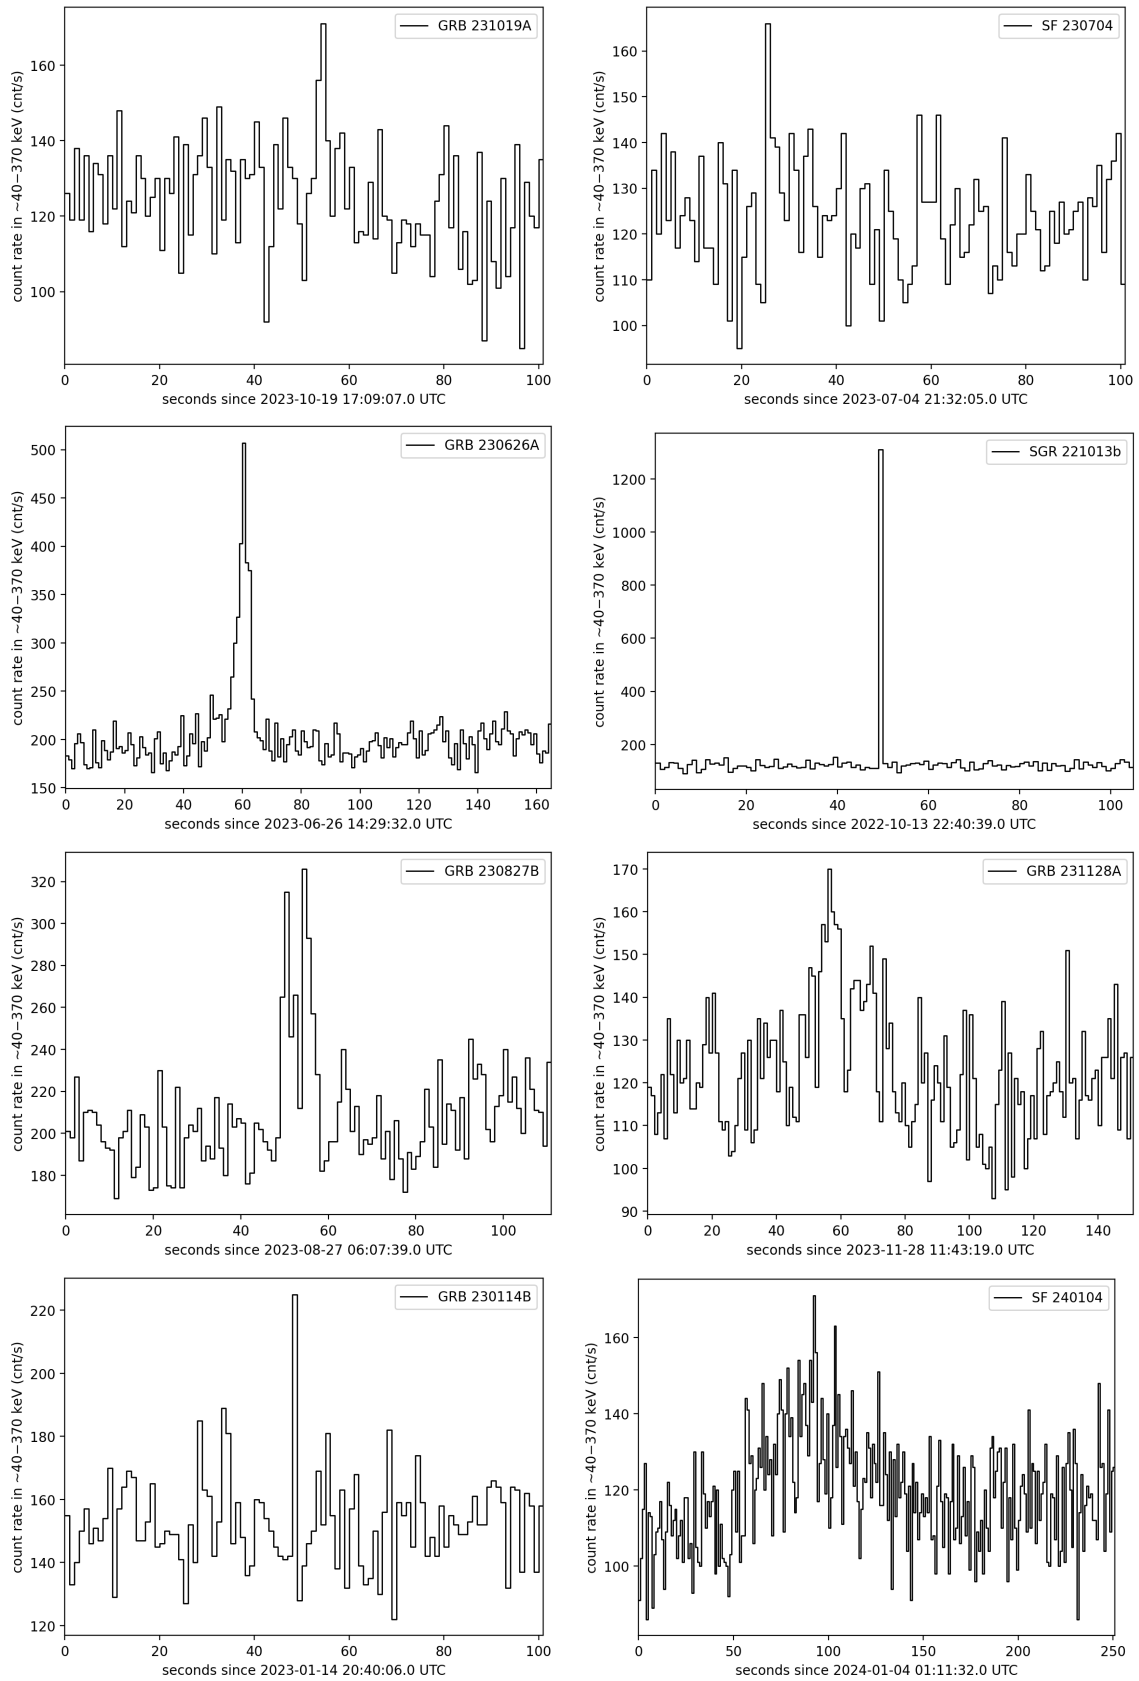 GRB 231019A
count rate in ~40−370 keV (cnt/s)
160
140
120
100
0 20 40 60 80 100
seconds since 2023-10-19 17:09:07.0 UTC
SF 230704
count rate in ~40−370 keV (cnt/s)
160
150
140
130
120
110
100
0 20 40 60 80 100
seconds since 2023-07-04 21:32:05.0 UTC
GRB 230626A
count rate in ~40−370 keV (cnt/s)
500
450
400
350
300
250
200
150
0 20 40 60 80 100 120 140 160
seconds since 2023-06-26 14:29:32.0 UTC
SGR 221013b
count rate in ~40−370 keV (cnt/s)
1200
1000
800
600
400
200
0 20 40 60 80 100
seconds since 2022-10-13 22:40:39.0 UTC
GRB 230827B
count rate in ~40−370 keV (cnt/s)
320
300
280
260
240
220
200
180
0 20 40 60 80 100
seconds since 2023-08-27 06:07:39.0 UTC
GRB 231128A
count rate in ~40−370 keV (cnt/s)
170
160
150
140
130
120
110
100
90
0 20 40 60 80 100 120 140
seconds since 2023-11-28 11:43:19.0 UTC
GRB 230114B
count rate in ~40−370 keV (cnt/s)
220
200
180
160
140
120
0 20 40 60 80 100
seconds since 2023-01-14 20:40:06.0 UTC
SF 240104
count rate in ~40−370 keV (cnt/s)
160
140
120
100
0 50 100 150 200 250
seconds since 2024-01-04 01:11:32.0 UTC